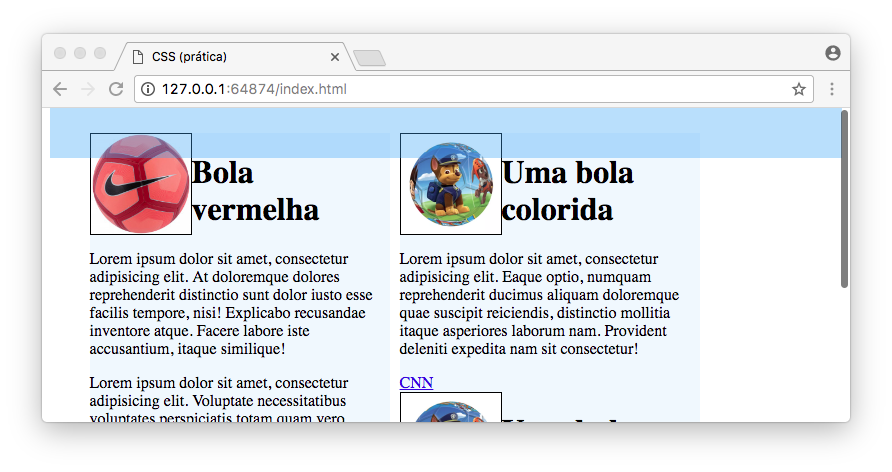 CSS (prática)
127.0.0.1:64874/index.html
Bola
vermelha
Lorem ipsum dolor sit amet, consectetur
adipisicing elit. At doloremque dolores
reprehenderit distinctio sunt dolor iusto esse
facilis tempore, nisi! Explicabo recusandae
inventore atque. Facere labore iste
accusantium, itaque similique!
Lorem ipsum dolor sit amet, consectetur
adipisicing elit. Voluptate necessitatibus
voluptates perspiciatis totam quam vero
Uma bola
colorida
Lorem ipsum dolor sit amet, consectetur
adipisicing elit. Eaque optio, numquam
reprehenderit ducimus aliquam doloremque
quae suscipit reiciendis, distinctio mollitia
itaque asperiores laborum nam. Provident
deleniti expedita nam sit consectetur!
CNN